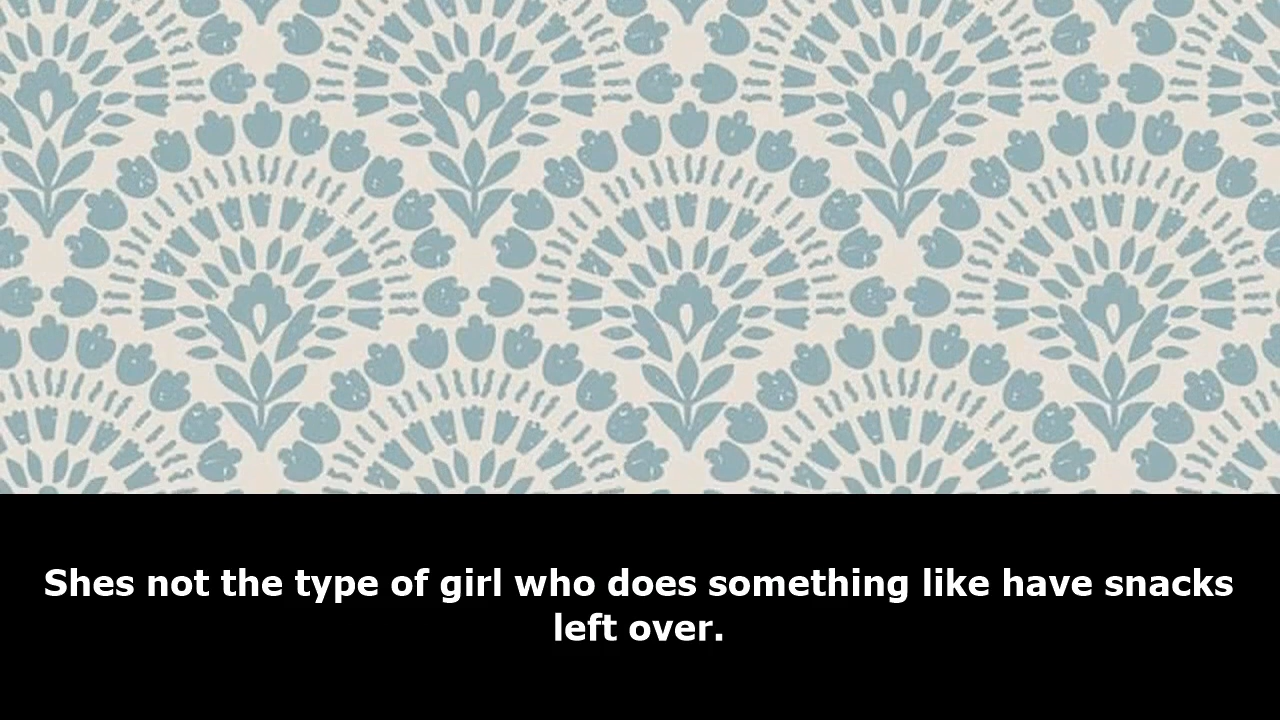 Shes not the type of girl who does something like have snacks
left over.